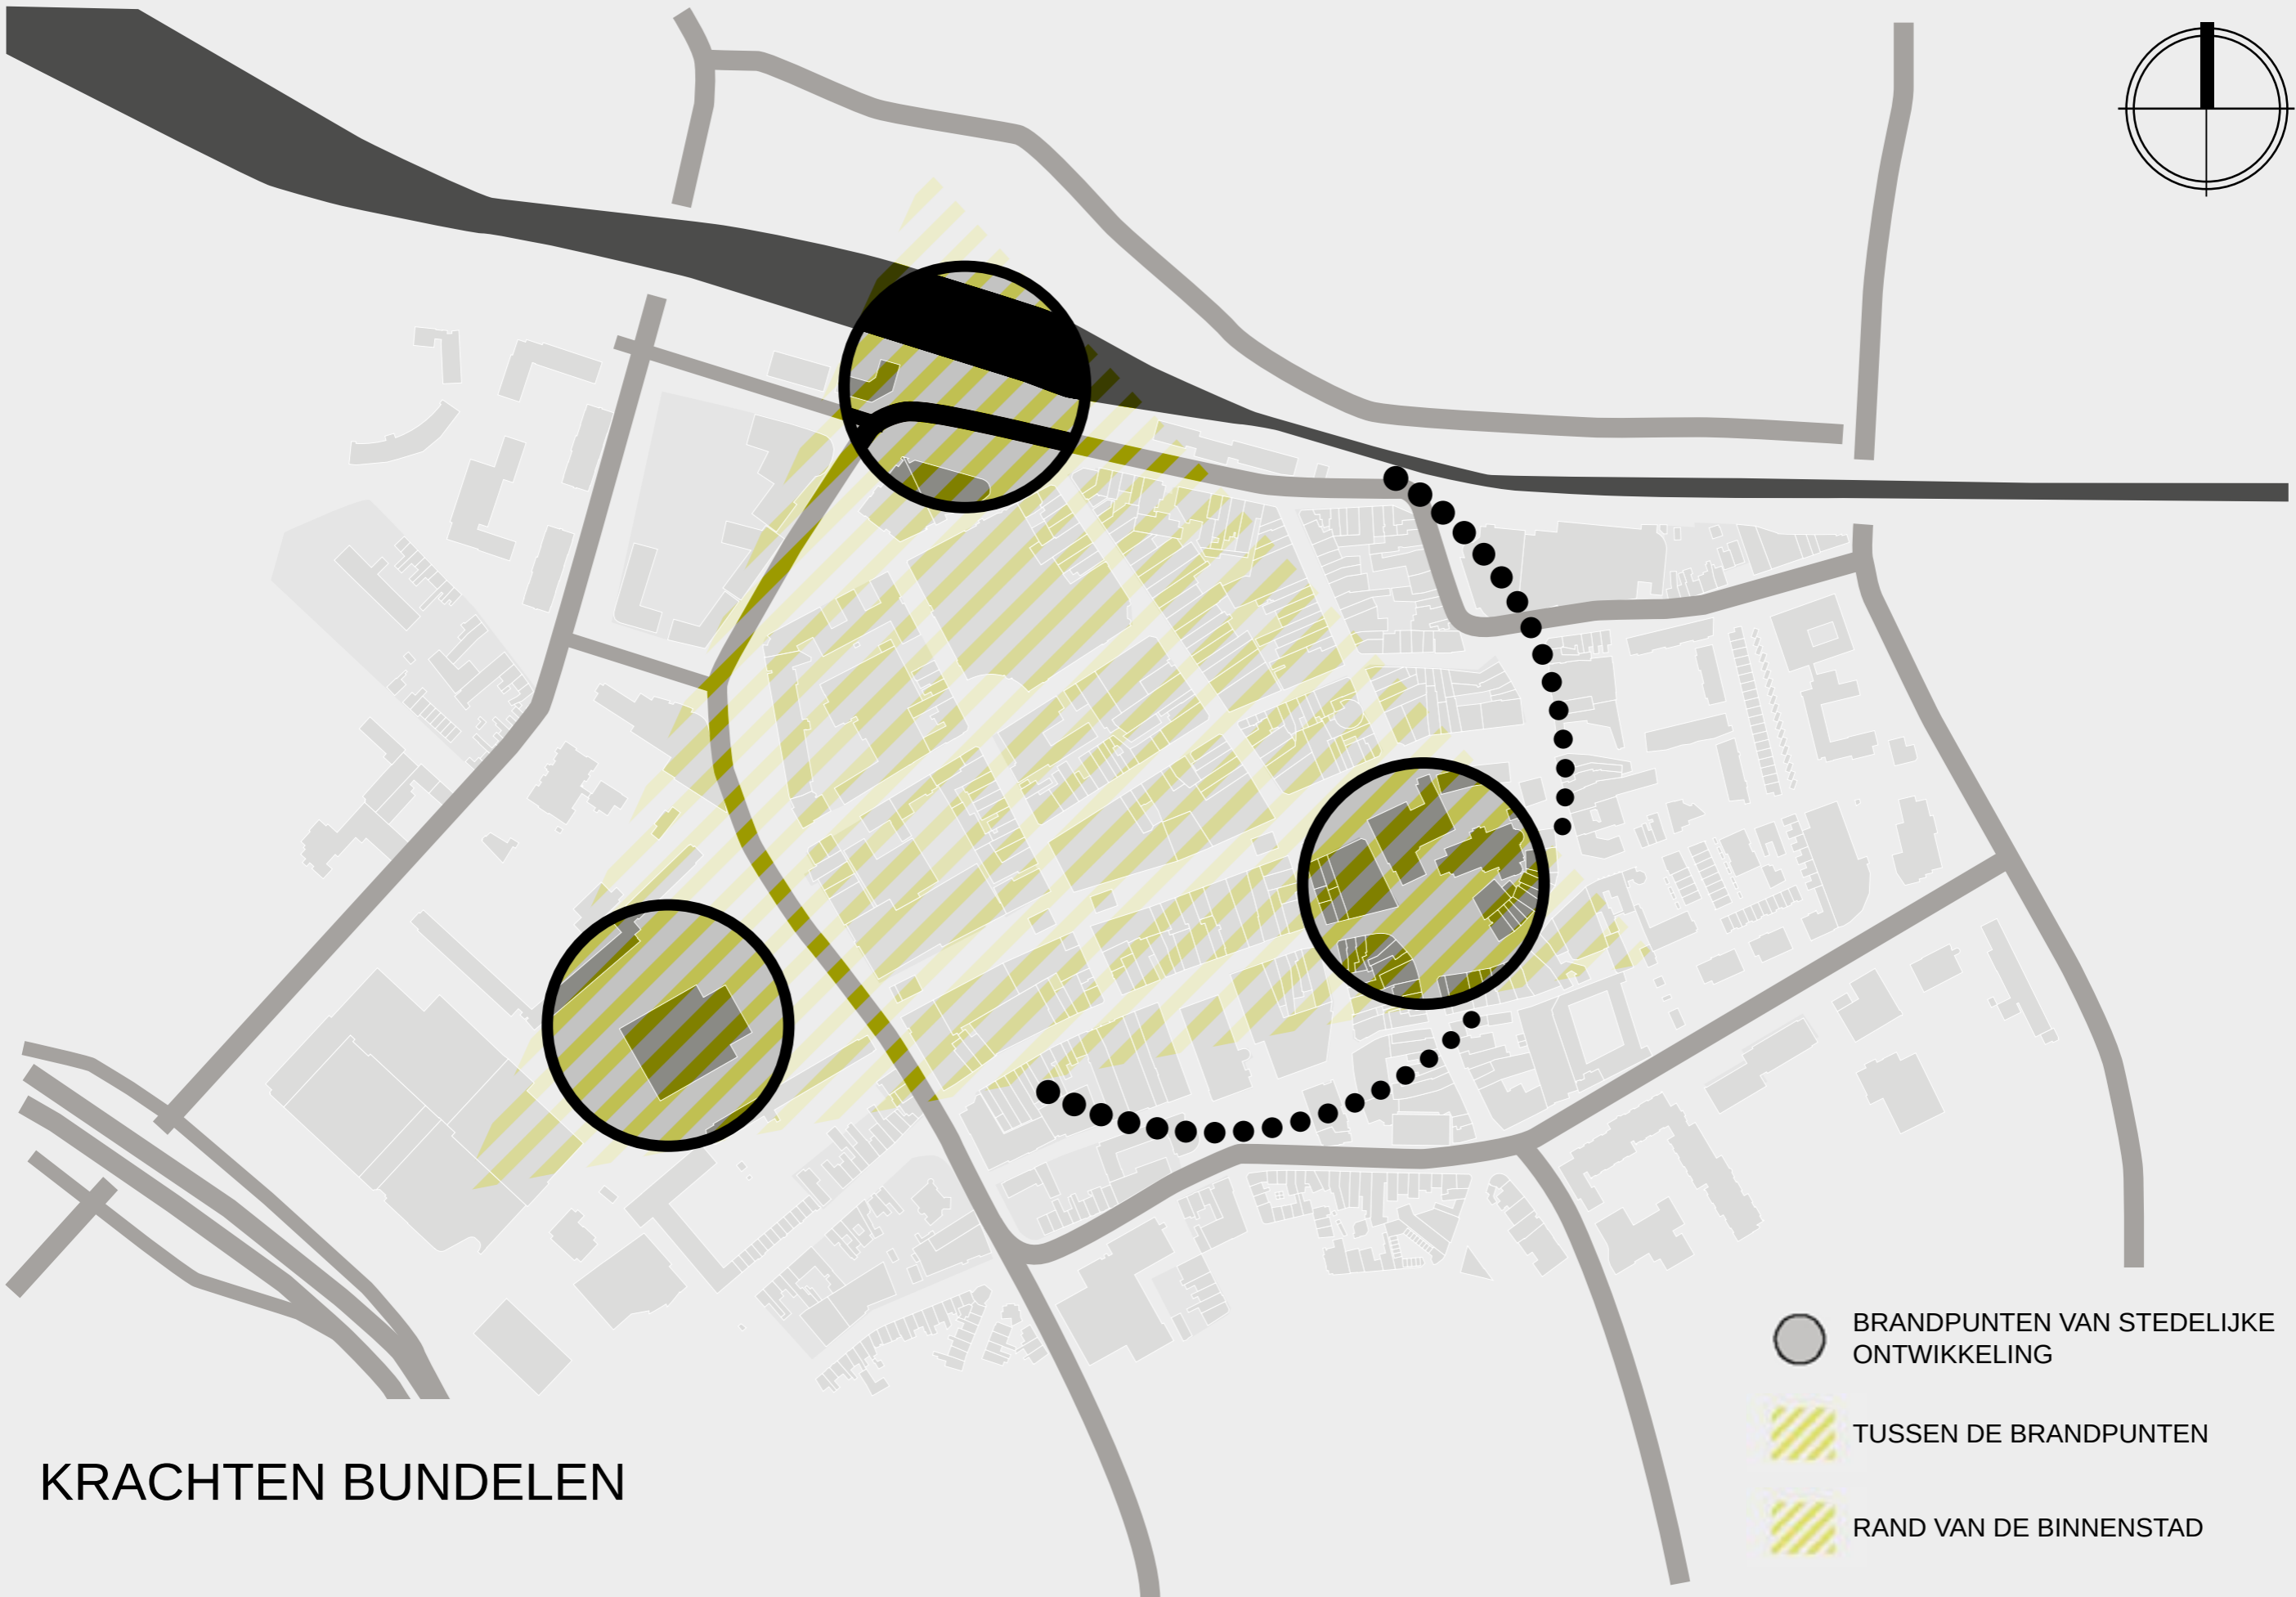 BRANDPUNTEN VAN STEDELIJKE
ONTWIKKELING
TUSSEN DE BRANDPUNTEN
RAND VAN DE BINNENSTAD
KRACHTEN BUNDELEN